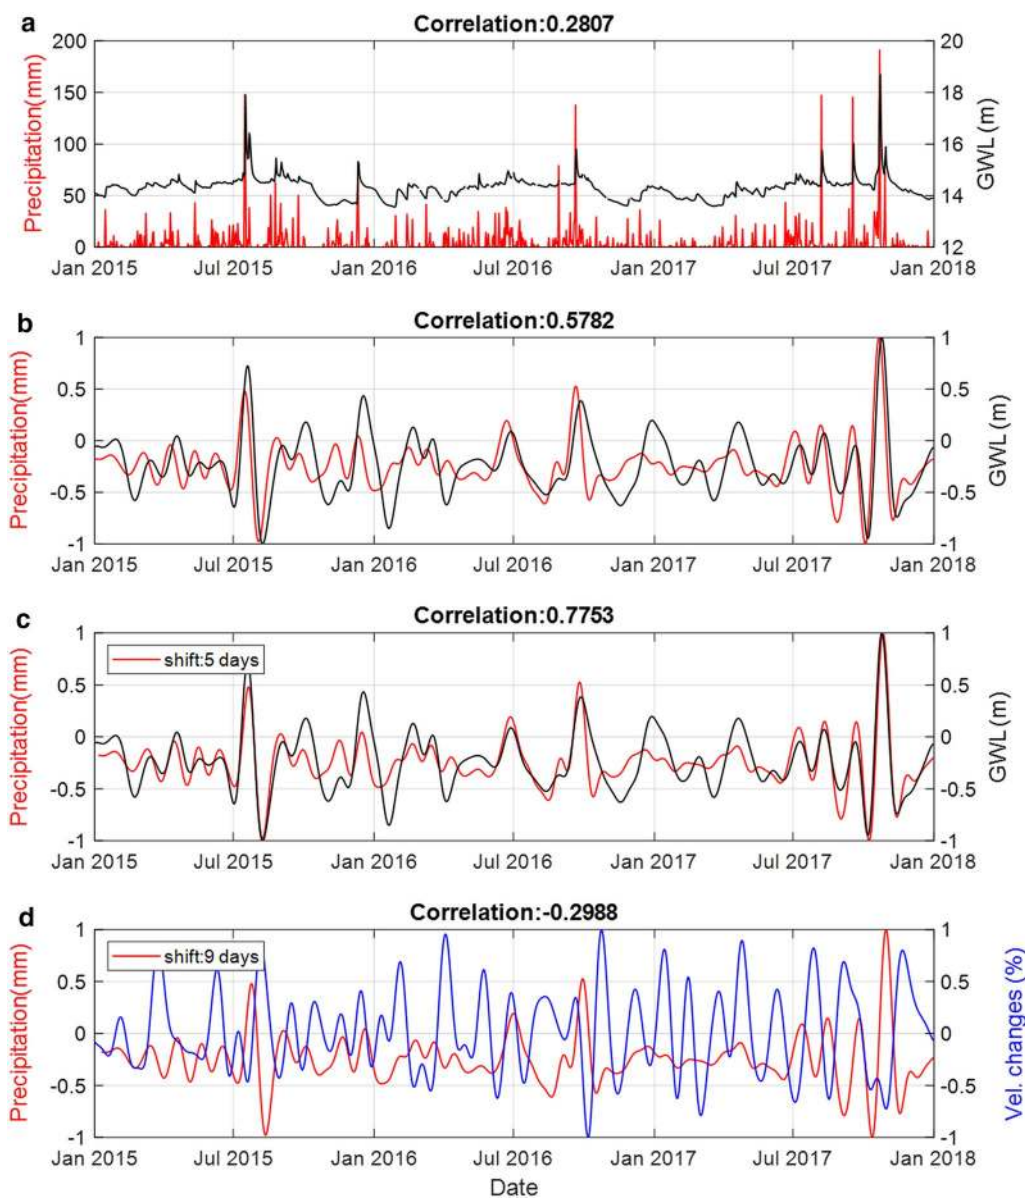 a
Correlation:0.2807
Precipitation(mm)
200
150
100
50
0
20
18
16
14
12
GWL (m)
Jan 2015 Jul 2015 Jan 2016 Jul 2016 Jan 2017 Jul 2017 Jan 2018
b
Correlation:0.5782
Precipitation(mm)
1
0.5
0
-0.5
-1
1
0.5
0
-0.5
-1
GWL (m)
Jan 2015 Jul 2015 Jan 2016 Jul 2016 Jan 2017 Jul 2017 Jan 2018
c
Correlation:0.7753
shift:5 days
Precipitation(mm)
1
0.5
0
-0.5
-1
1
0.5
0
-0.5
-1
GWL (m)
Jan 2015 Jul 2015 Jan 2016 Jul 2016 Jan 2017 Jul 2017 Jan 2018
d
Correlation:-0.2988
shift:9 days
Precipitation(mm)
1
0.5
0
-0.5
-1
1
0.5
0
-0.5
-1
Vel. changes (%)
Jan 2015 Jul 2015 Jan 2016 Jul 2016 Jan 2017 Jul 2017 Jan 2018
Date